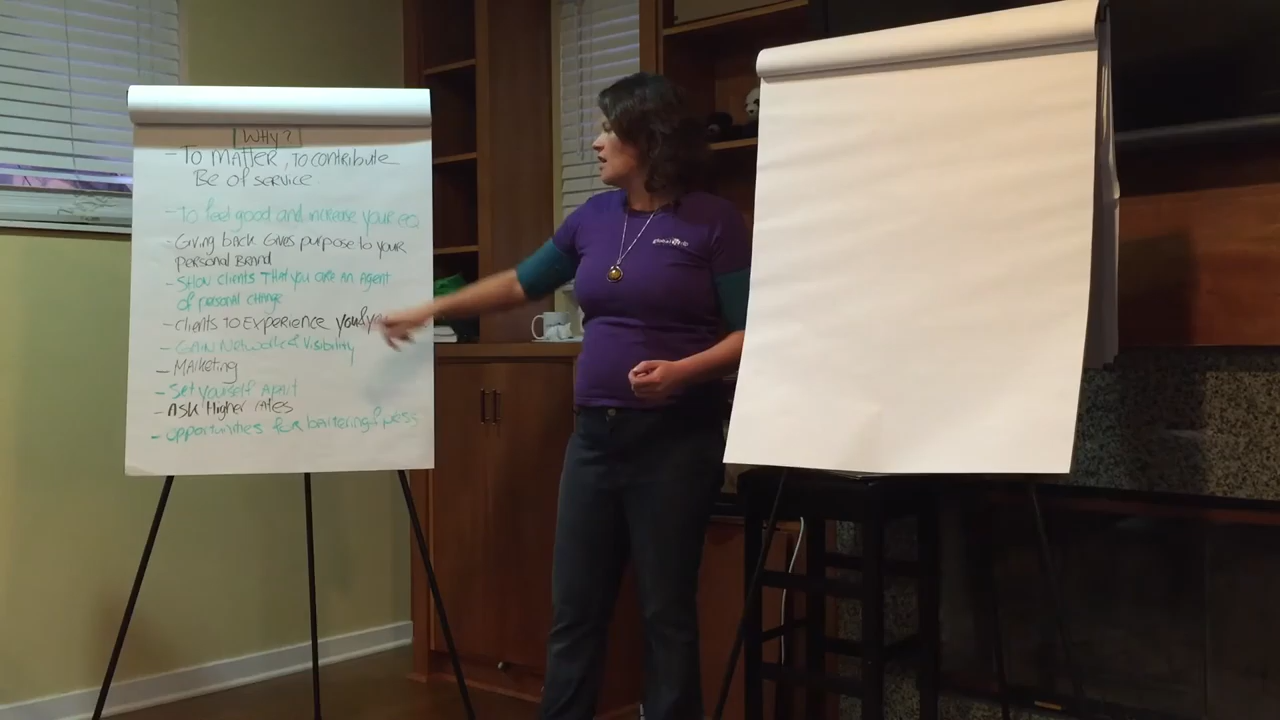 WHY?
- To Matter, To contribute
Be of service
- To feel good and increase your EQ
- Giving back Gives purpose to your
personal Brand
- Show clients That you are an Agent
of personal change
- clients To Experience you
- GAIN Network & Visibility
- Marketing
- Set yourself Apart
- Ask Higher rates
- opportunities for bartering